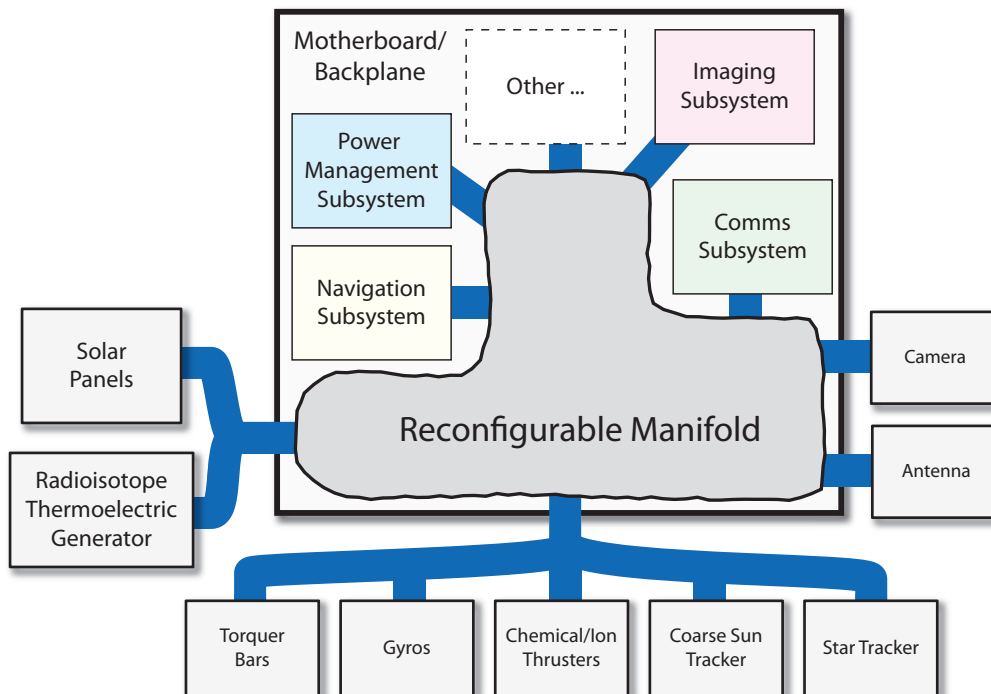 Motherboard/
Backplane
Other ...
Imaging
Subsystem
Power
Management
Subsystem
Comms
Subsystem
Navigation
Subsystem
Solar
Panels
Camera
Reconfigurable Manifold
Radioisotope
Thermoelectric
Generator
Antenna
Torquer
Bars
Gyros
Chemical/Ion
Thrusters
Coarse Sun
Tracker
Star Tracker